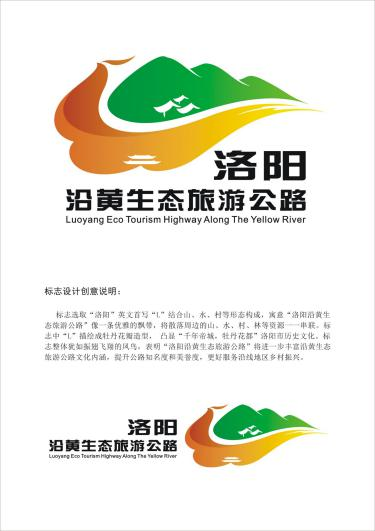 洛阳
沿黄生态旅游公路
Luoyang Eco Tourism Highway Along The Yellow River
标志设计创意说明：
标志选取“洛阳”英文首写“L”结合山、水、村等形态构成，寓意“洛阳沿黄生
态旅游公路”像一条优雅的飘带，将散落周边的山、水、村、林等资源一一串联。标
志中“L”描绘成牡丹花瓣造型， 凸显“千年帝城，牡丹花都”洛阳市历史文化。标
志整体犹如振翅飞翔的凤鸟，表明“洛阳沿黄生态旅游公路”将进一步丰富沿黄生态
旅游公路文化内涵，提升公路知名度和美誉度，更好服务沿线地区乡村振兴。
洛阳
沿黄生态旅游公路
Luoyang Eco Tourism Highway Along The Yellow River